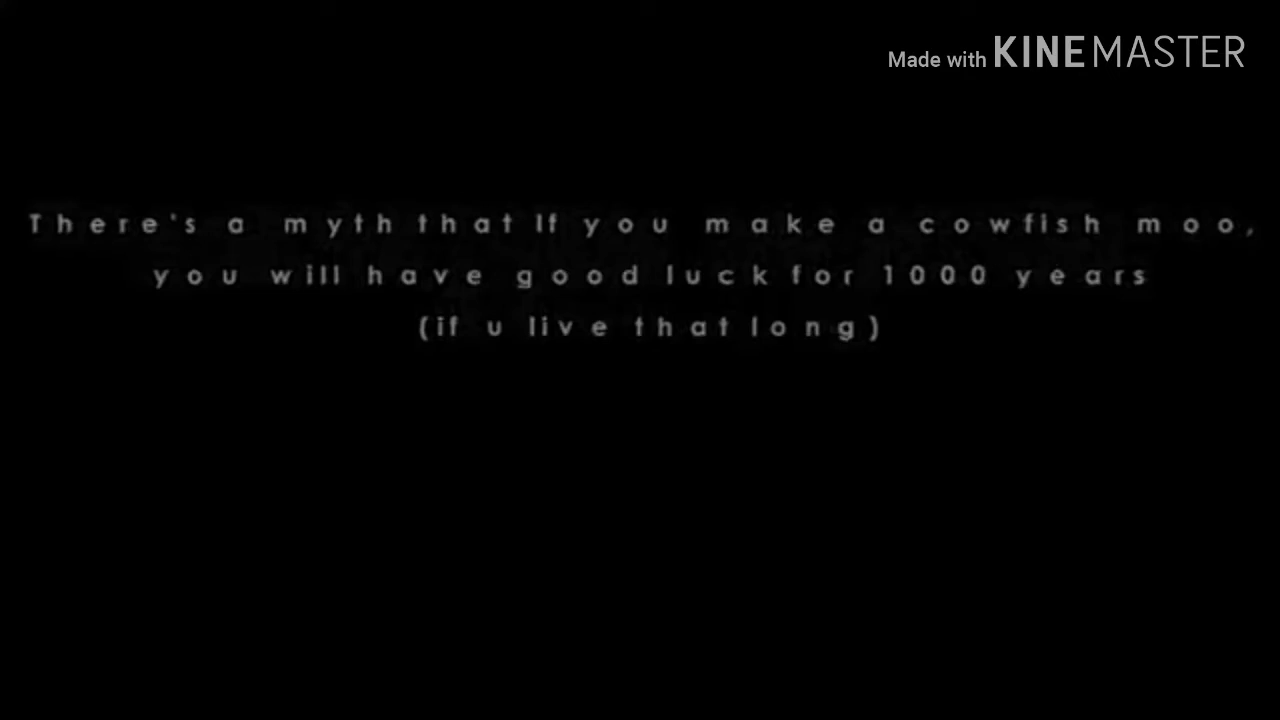 Made with KINEMASTER
There's a myth that If you make a cowfish moo,
you will have good luck for 1000 years
(if u live that long)